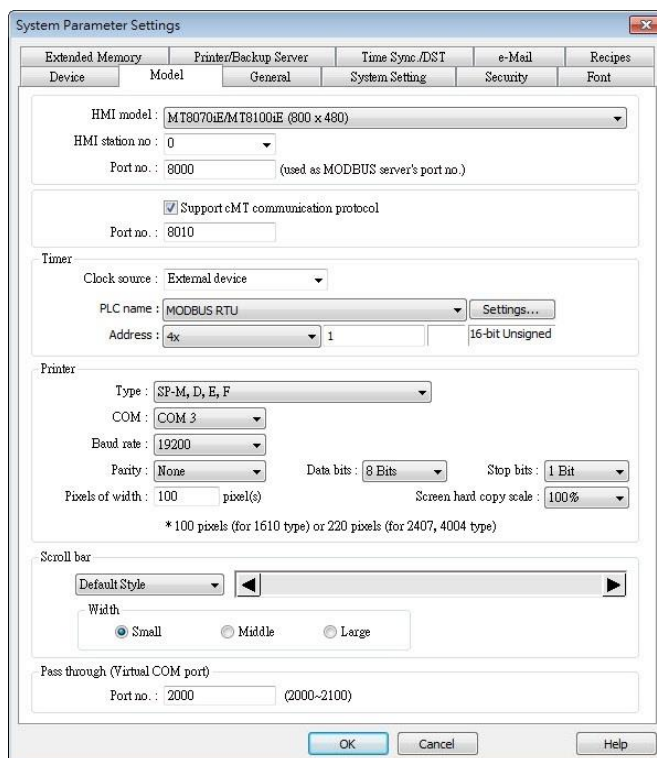 System Parameter Settings
Extended Memory Printer/Backup Server Time Sync./DST e-Mail Recipes
Device Model General System Setting Security Font
HMI model : MT8070iE/MT8100iE (800 x 480)
HMI station no : 0
Port no. : 8000 (used as MODBUS server's port no.)
Support cMT communication protocol
Port no. : 8010
Timer
Clock source : External device
PLC name : MODBUS RTU Settings...
Address : 4x 1 16-bit Unsigned
Printer
Type : SP-M, D, E, F
COM : COM 3
Baud rate : 19200
Parity : None Data bits : 8 Bits Stop bits : 1 Bit
Pixels of width : 100 pixel(s) Screen hard copy scale : 100%
* 100 pixels (for 1610 type) or 220 pixels (for 2407, 4004 type)
Scroll bar
Default Style
Width
Small Middle Large
Pass through (Virtual COM port)
Port no. : 2000 (2000~2100)
OK Cancel Help